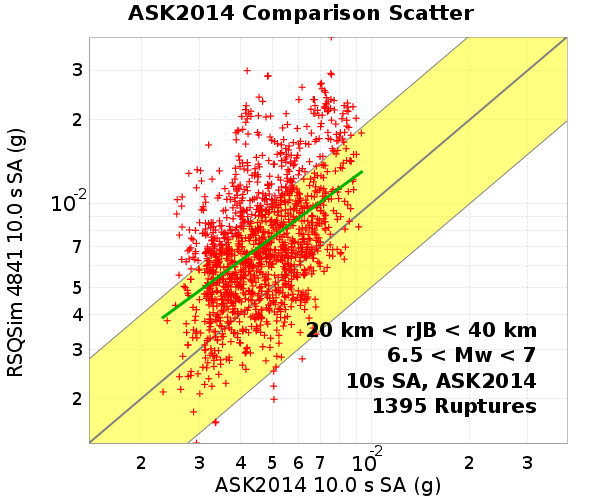 ASK2014 Comparison Scatter
RSQSim 4841 10.0 s SA (g)
3
2
10^-2
7
5
4
3
2
20 km < rJB < 40 km
6.5 < Mw < 7
10s SA, ASK2014
1395 Ruptures
2 3 4 5 6 7 10^-2 2 3
ASK2014 10.0 s SA (g)